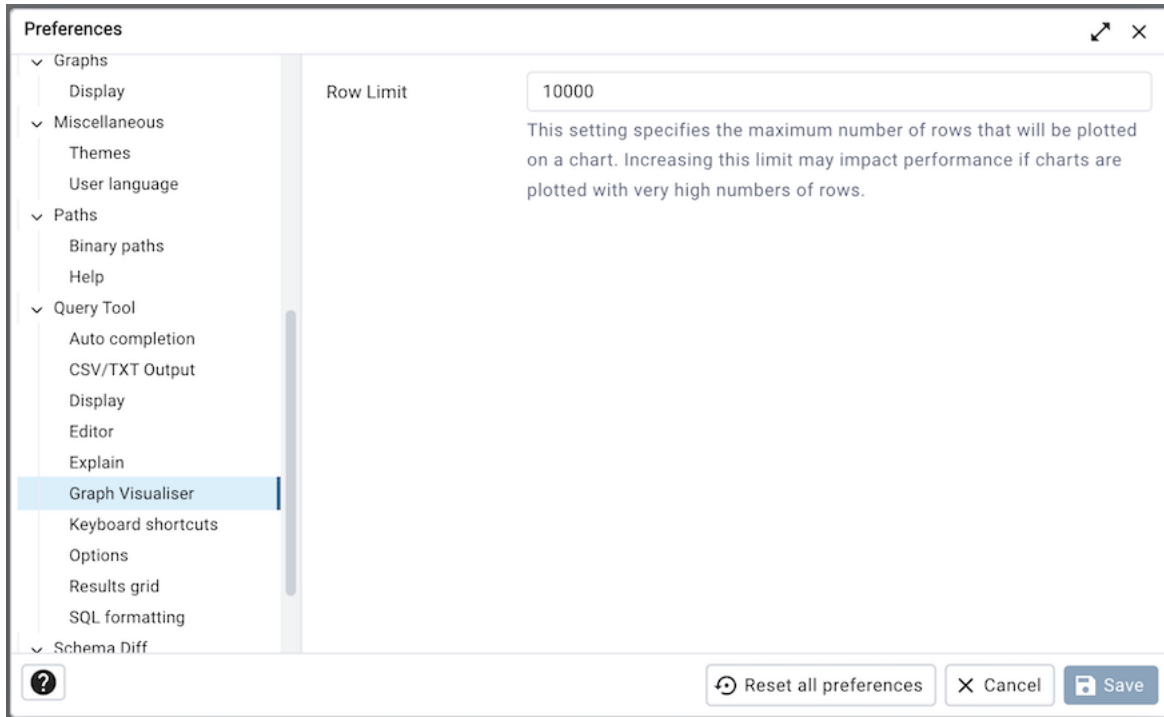 Preferences
Graphs
Display
Miscellaneous
Themes
User language
Paths
Binary paths
Help
Query Tool
Auto completion
CSV/TXT Output
Display
Editor
Explain
Graph Visualiser
Keyboard shortcuts
Options
Results grid
SQL formatting
Schema Diff
Row Limit
10000
This setting specifies the maximum number of rows that will be plotted
on a chart. Increasing this limit may impact performance if charts are
plotted with very high numbers of rows.
?
Reset all preferences
Cancel
Save